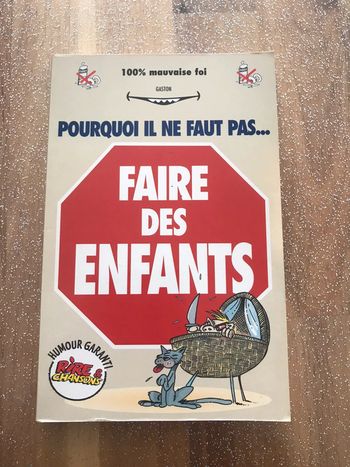 100% mauvaise foi
GASTON
POURQUOI IL NE FAUT PAS...
FAIRE
DES
ENFANTS
HUMOUR GARANTI
RIRE &
CHANSONS